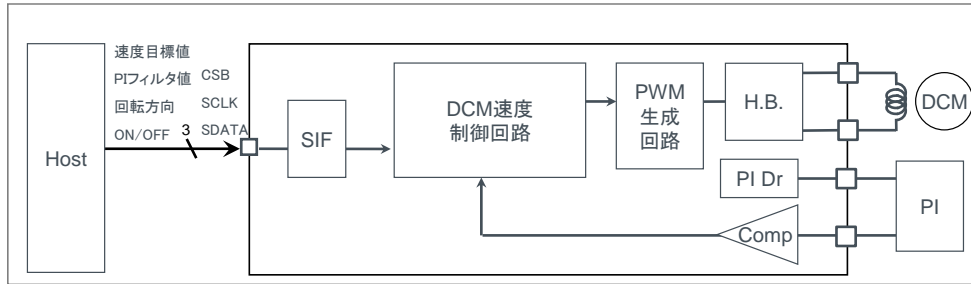 Host
速度目標値
PIフィルタ値 CSB
回転方向 SCLK
ON/OFF 3 SDATA
SIF
DCM速度
制御回路
PWM
生成
回路
H.B.
DCM
PI Dr
PI
Comp